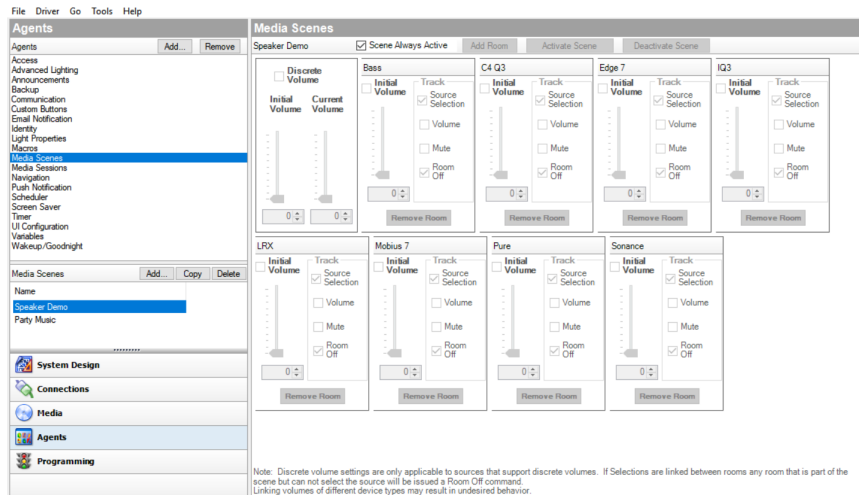 File Driver Go Tools Help
Agents
Agents Add... Remove
Access
Advanced Lighting
Announcements
Backup
Communication
Custom Buttons
Email Notification
Identity
Light Properties
Macros
Media Scenes
Media Sessions
Navigation
Push Notification
Scheduler
Screen Saver
Timer
UI Configuration
Variables
Wakeup/Goodnight
Media Scenes Add... Copy Delete
Name
Speaker Demo
Party Music
System Design
Connections
Media
Agents
Programming
Media Scenes
Speaker Demo Scene Always Active Add Room Activate Scene Deactivate Scene
Discrete
Volume
Initial Current
Volume Volume
0 0
Bass
Initial
Volume
Track
Source
Selection
Volume
Mute
Room
Off
0
Remove Room
C4 Q3
Initial
Volume
Track
Source
Selection
Volume
Mute
Room
Off
0
Remove Room
Edge 7
Initial
Volume
Track
Source
Selection
Volume
Mute
Room
Off
0
Remove Room
IQ3
Initial
Volume
Track
Source
Selection
Volume
Mute
Room
Off
0
Remove Room
LRX
Initial
Volume
Track
Source
Selection
Volume
Mute
Room
Off
0
Remove Room
Mobius 7
Initial
Volume
Track
Source
Selection
Volume
Mute
Room
Off
0
Remove Room
Pure
Initial
Volume
Track
Source
Selection
Volume
Mute
Room
Off
0
Remove Room
Sonance
Initial
Volume
Track
Source
Selection
Volume
Mute
Room
Off
0
Remove Room
Note: Discrete volume settings are only applicable to sources that support discrete volumes. If Selections are linked between rooms any room that is part of the
scene but can not select the source will be issued a Room Off command.
Linking volumes of different device types may result in undesired behavior.